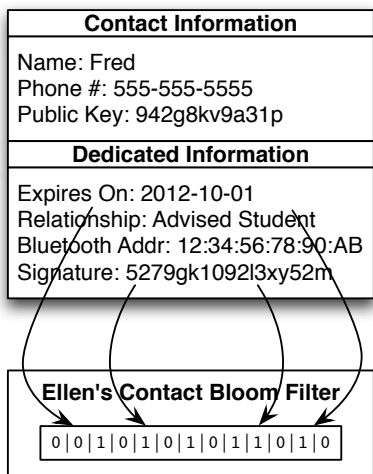 Contact Information
Name: Fred
Phone #: 555-555-5555
Public Key: 942g8kv9a31p
Dedicated Information
Expires On: 2012-10-01
Relationship: Advised Student
Bluetooth Addr: 12:34:56:78:90:AB
Signature: 5279gk1092l3xy52m
Ellen's Contact Bloom Filter
0|0|1|0|1|0|1|0|1|1|0|1|0